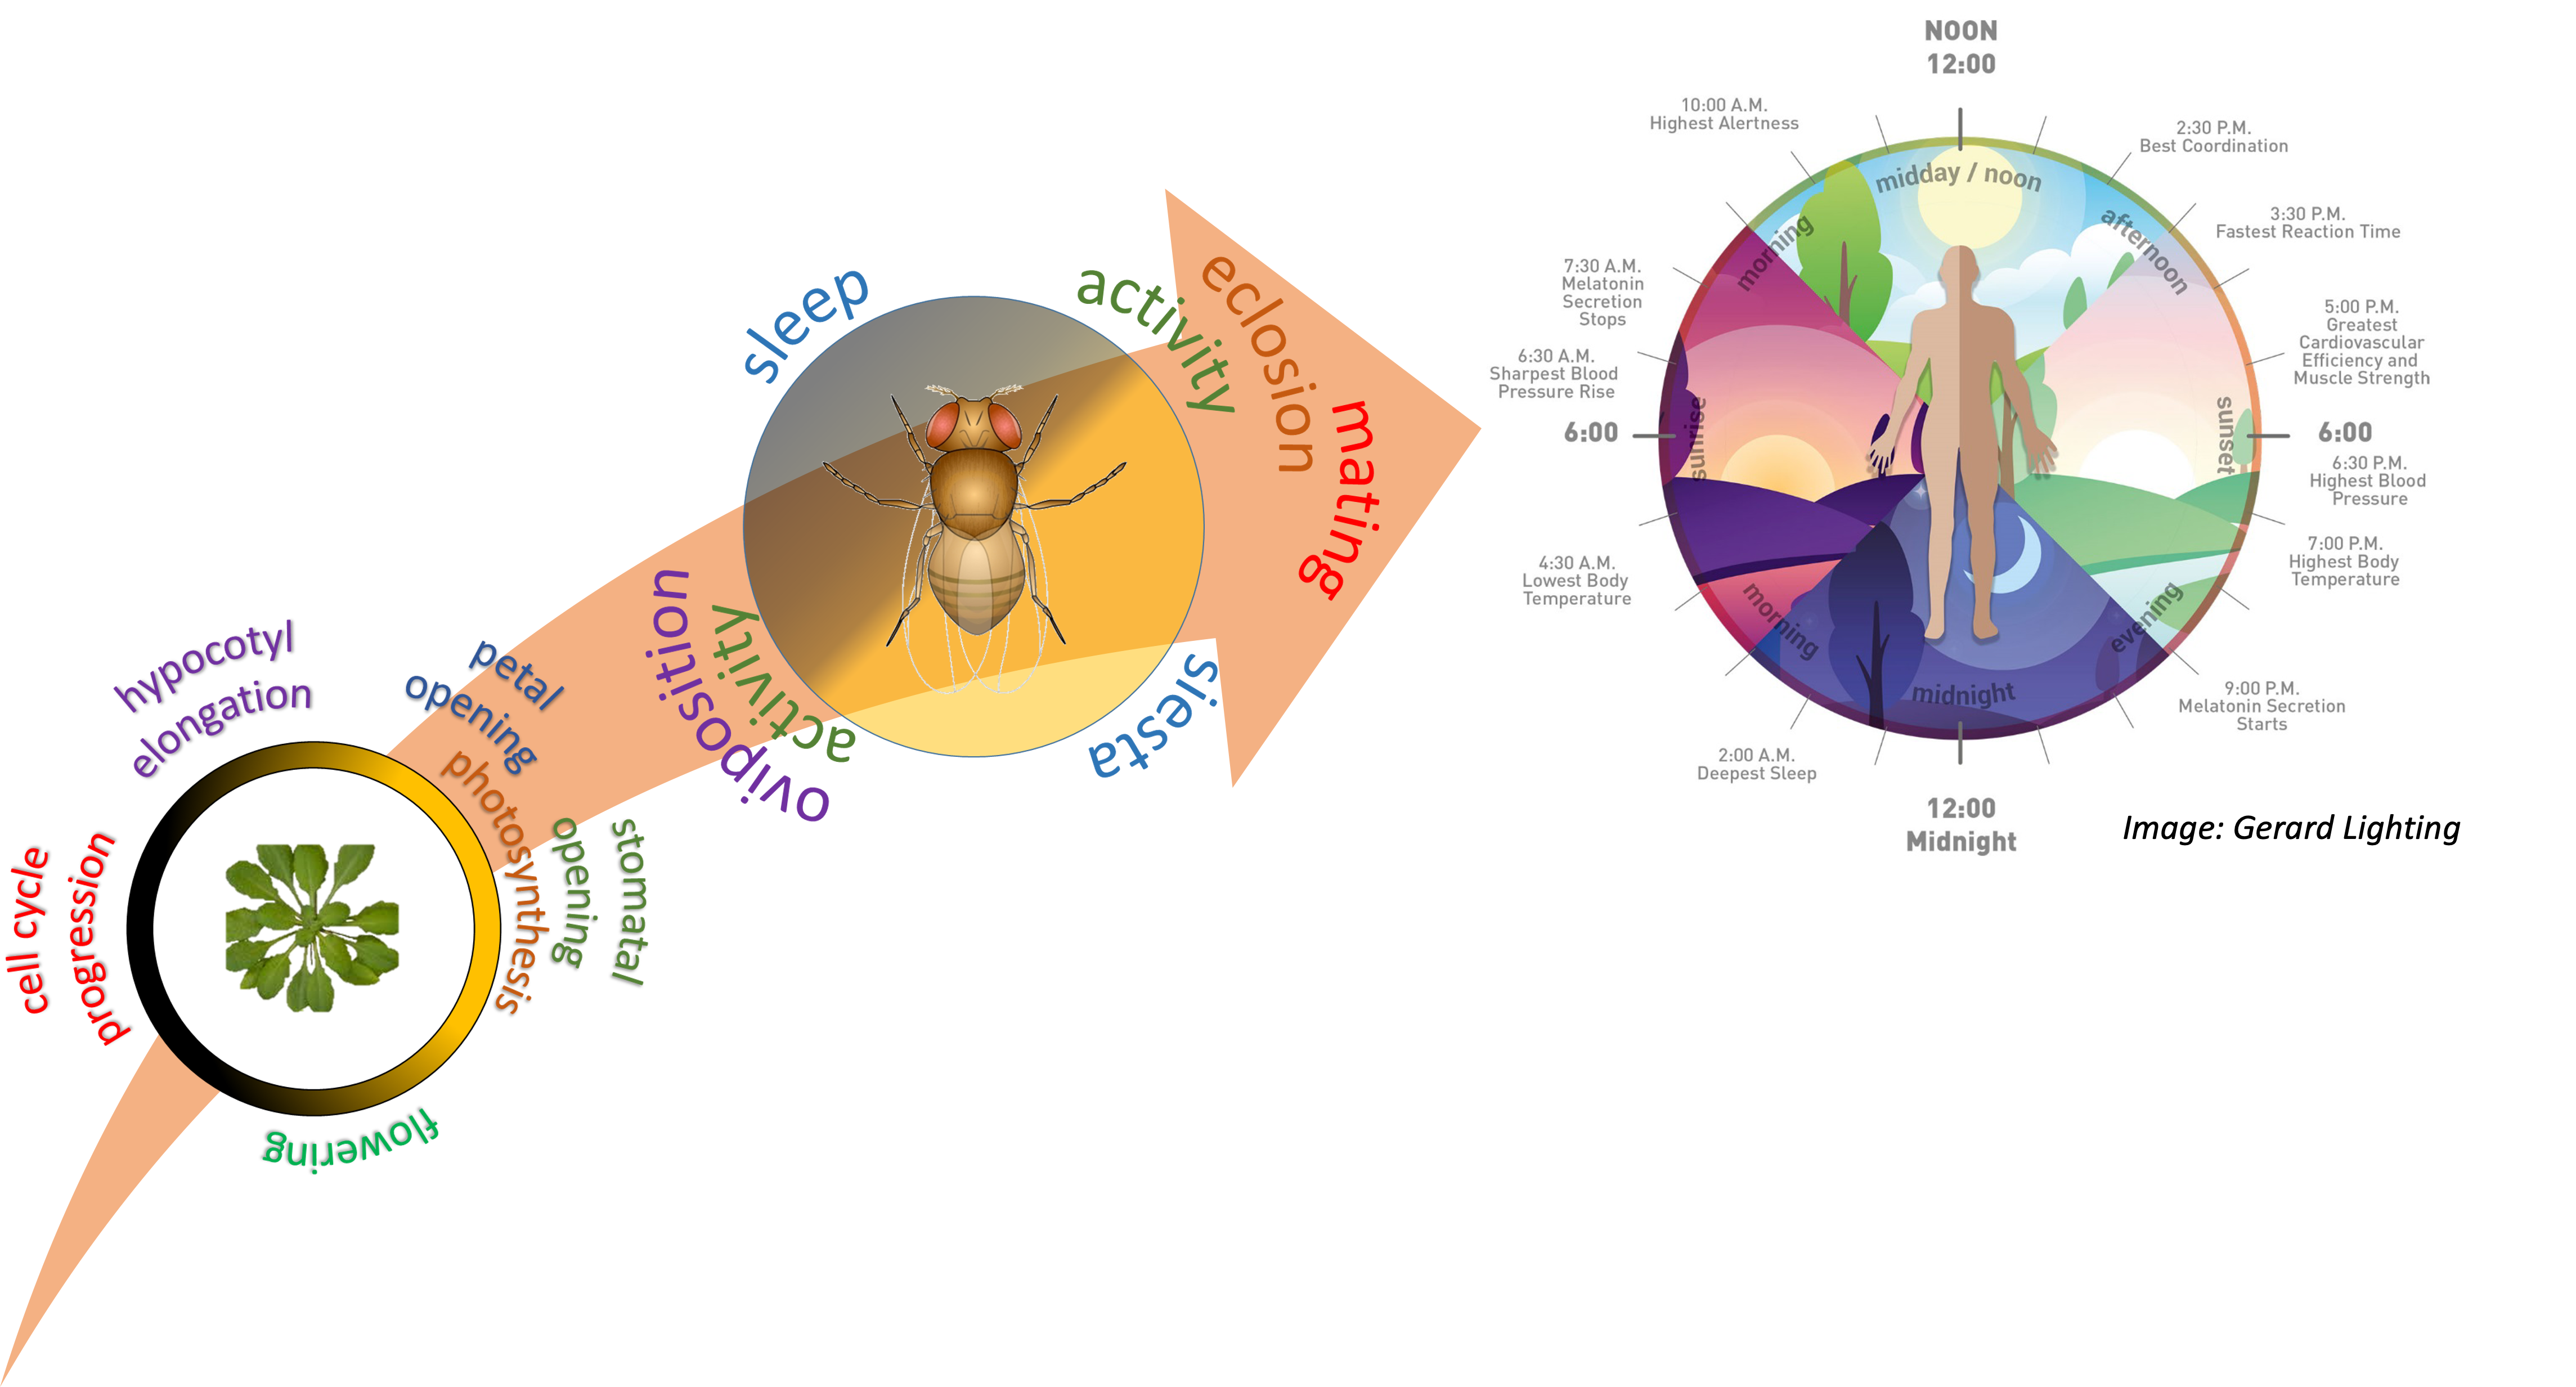 hypocotyl
elongation
petal
opening
photosynthesis
stomatal
opening
flowering
cell cycle
progression
sleep
activity
eclosion
mating
siesta
activity
oviposition
NOON
12:00
10:00 A.M.
Highest Alertness
2:30 P.M.
Best Coordination
3:30 P.M.
Fastest Reaction Time
5:00 P.M.
Greatest
Cardiovascular
Efficiency and
Muscle Strength
6:00
6:30 P.M.
Highest Blood
Pressure
7:00 P.M.
Highest Body
Temperature
9:00 P.M.
Melatonin Secretion
Starts
12:00
Midnight
2:00 A.M.
Deepest Sleep
4:30 A.M.
Lowest Body
Temperature
6:00
6:30 A.M.
Sharpest Blood
Pressure Rise
7:30 A.M.
Melatonin
Secretion
Stops
midday / noon
afternoon
sunset
evening
midnight
morning
sunrise
morning
Image: Gerard Lighting